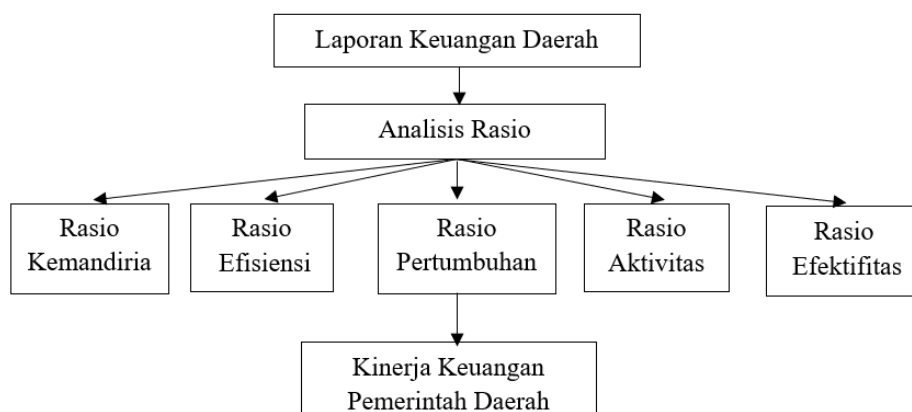 Laporan Keuangan Daerah
Analisis Rasio
Rasio
Kemandiria
Rasio
Efisiensi
Rasio
Pertumbuhan
Rasio
Aktivitas
Rasio
Efektifitas
Kinerja Keuangan
Pemerintah Daerah